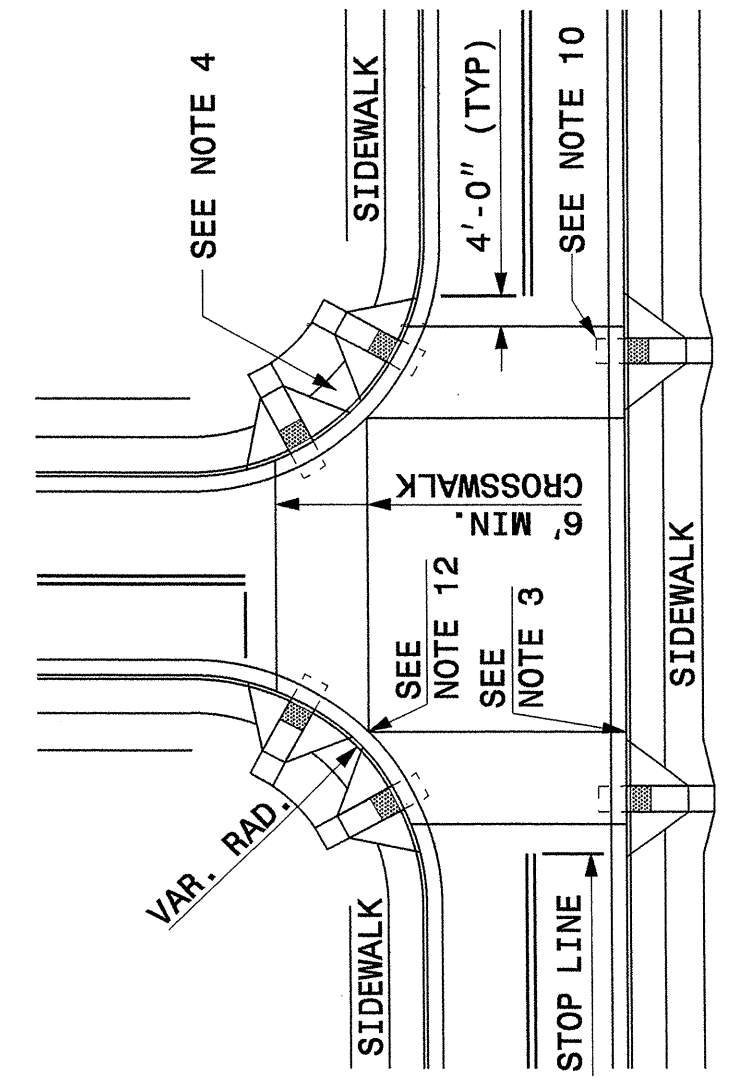 SEE NOTE 4
SIDEWALK
4'-0" (TYP)
SEE NOTE 10
6' MIN.
CROSSWALK
SEE
NOTE 12
SEE
NOTE 3
SIDEWALK
VAR. RAD.
SIDEWALK
STOP LINE